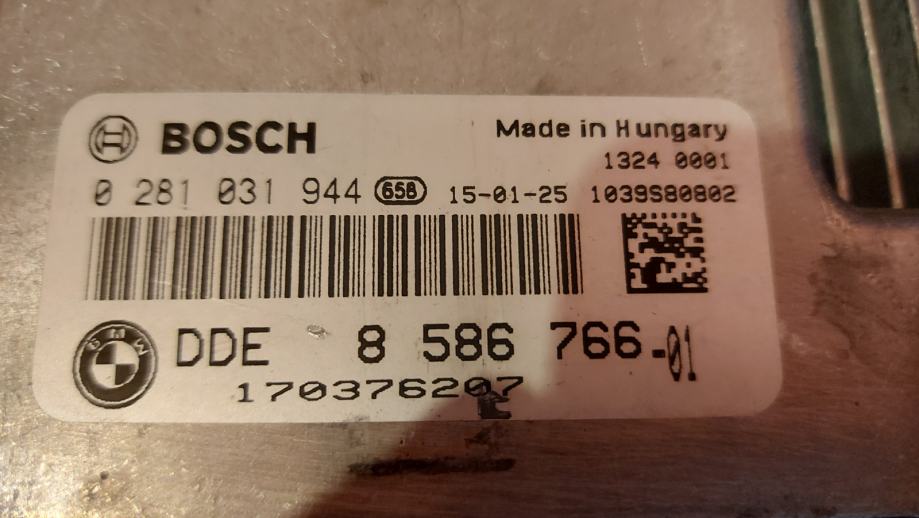 BOSCH
Made in Hungary
1324 0001
0 281 031 944 658 15-01-25 1039S80802
BMW
DDE 8 586 766-01
170376207